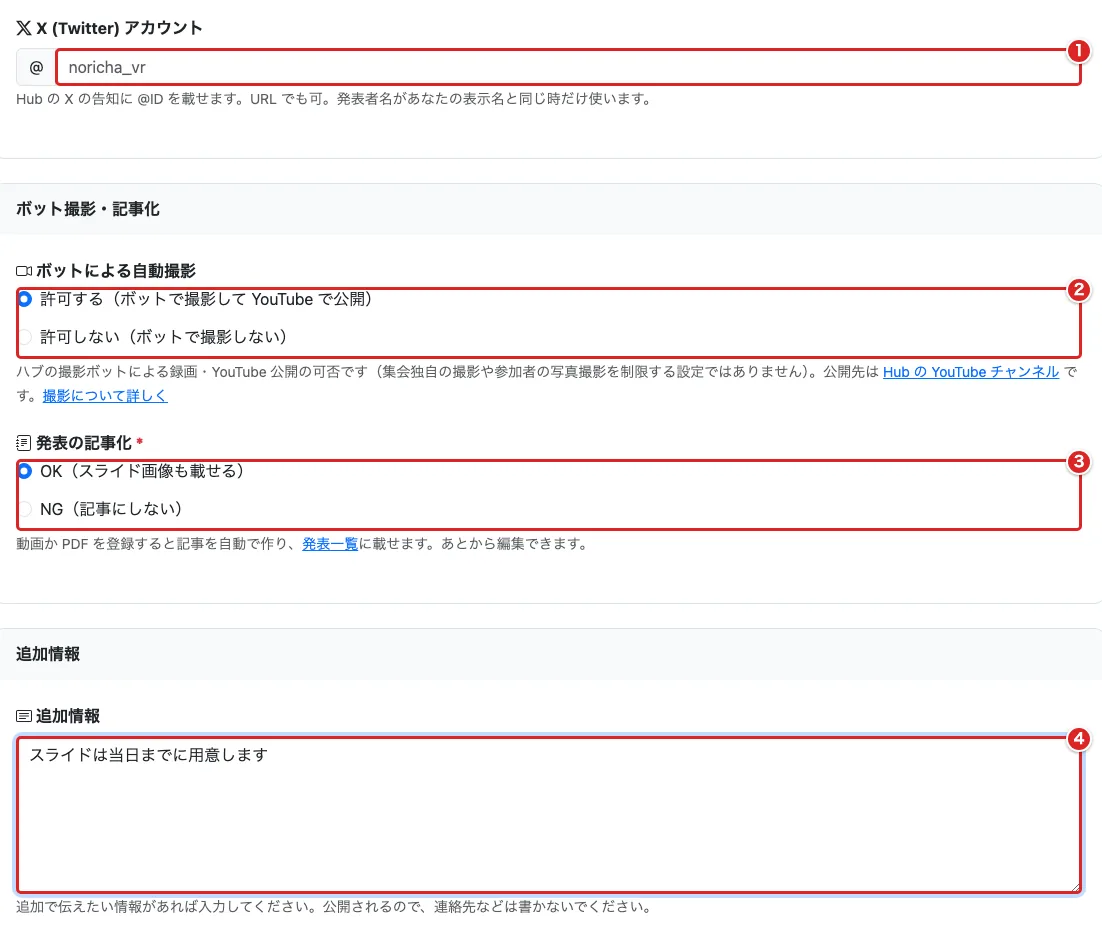 X (Twitter) アカウント
1
@ noricha_vr
Hub の X の告知に @ID を載せます。URL でも可。発表者名があなたの表示名と同じ時だけ使います。
ボット撮影・記事化
ボットによる自動撮影
2
許可する（ボットで撮影して YouTube で公開）
許可しない（ボットで撮影しない）
ハブの撮影ボットによる録画・YouTube 公開の可否です（集会独自の撮影や参加者の写真撮影を制限する設定ではありません）。公開先は Hub の YouTube チャンネル で
す。撮影について詳しく
発表の記事化 *
3
OK（スライド画像も載せる）
NG（記事にしない）
動画か PDF を登録すると記事を自動で作り、発表一覧に載せます。あとから編集できます。
追加情報
追加情報
4
スライドは当日までに用意します
追加で伝えたい情報があれば入力してください。公開されるので、連絡先などは書かないでください。